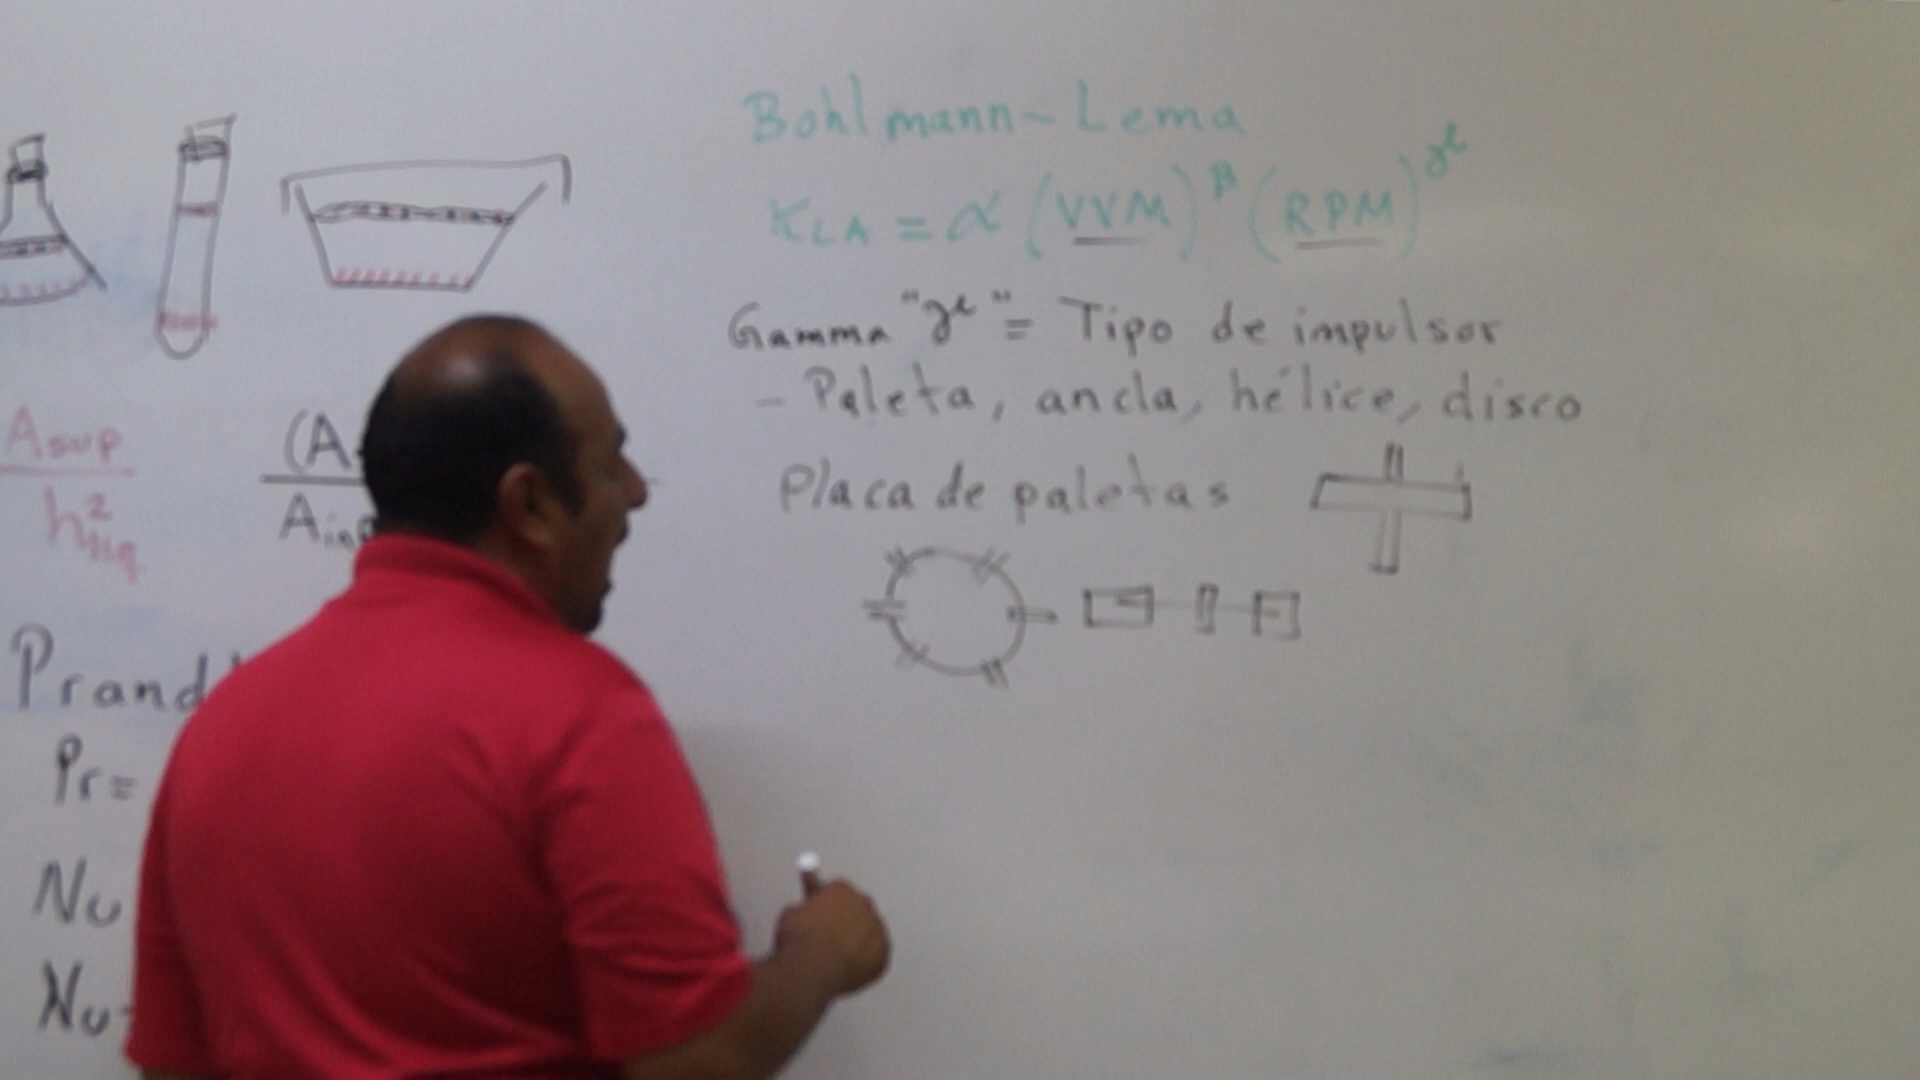 Bohlmann - Lema
KLA = α (VVM)^β (RPM)^γ
Gamma "γ" = Tipo de impulsor
- Paleta, ancla, hélice, disco
Placa de paletas
Asup
h²liq
(A
A
Prand
Pr=
Nu
Nu